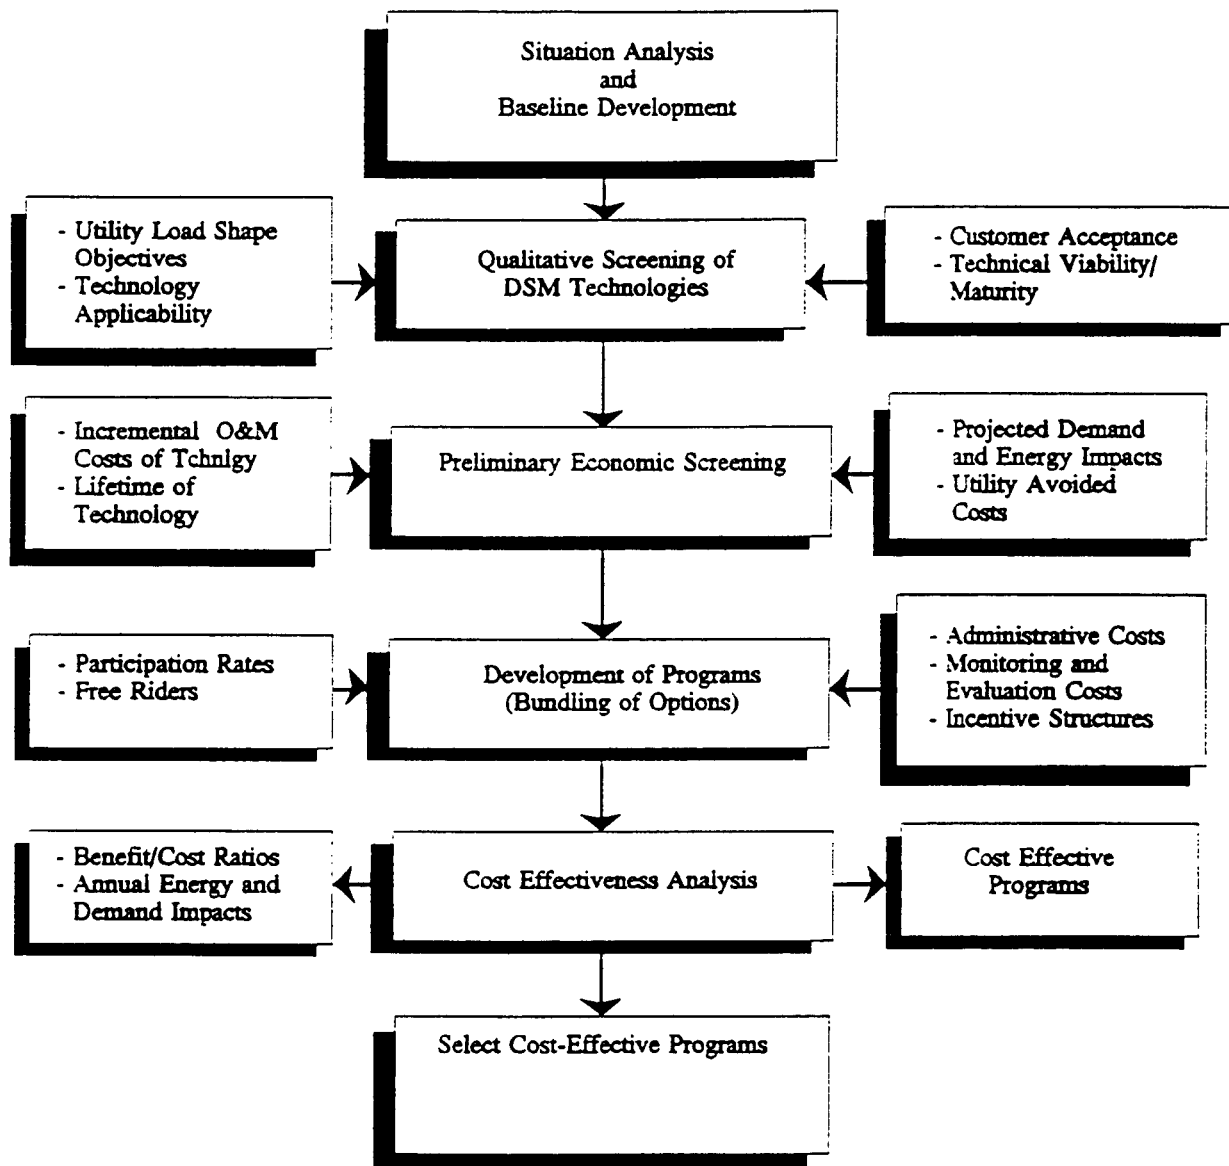 Situation Analysis
and
Baseline Development
- Utility Load Shape
Objectives
- Technology
Applicability
Qualitative Screening of
DSM Technologies
- Customer Acceptance
- Technical Viability/
Maturity
- Incremental O&M
Costs of Tchnlgy
- Lifetime of
Technology
Preliminary Economic Screening
- Projected Demand
and Energy Impacts
- Utility Avoided
Costs
- Participation Rates
- Free Riders
Development of Programs
(Bundling of Options)
- Administrative Costs
- Monitoring and
Evaluation Costs
- Incentive Structures
- Benefit/Cost Ratios
- Annual Energy and
Demand Impacts
Cost Effectiveness Analysis
Cost Effective
Programs
Select Cost-Effective Programs